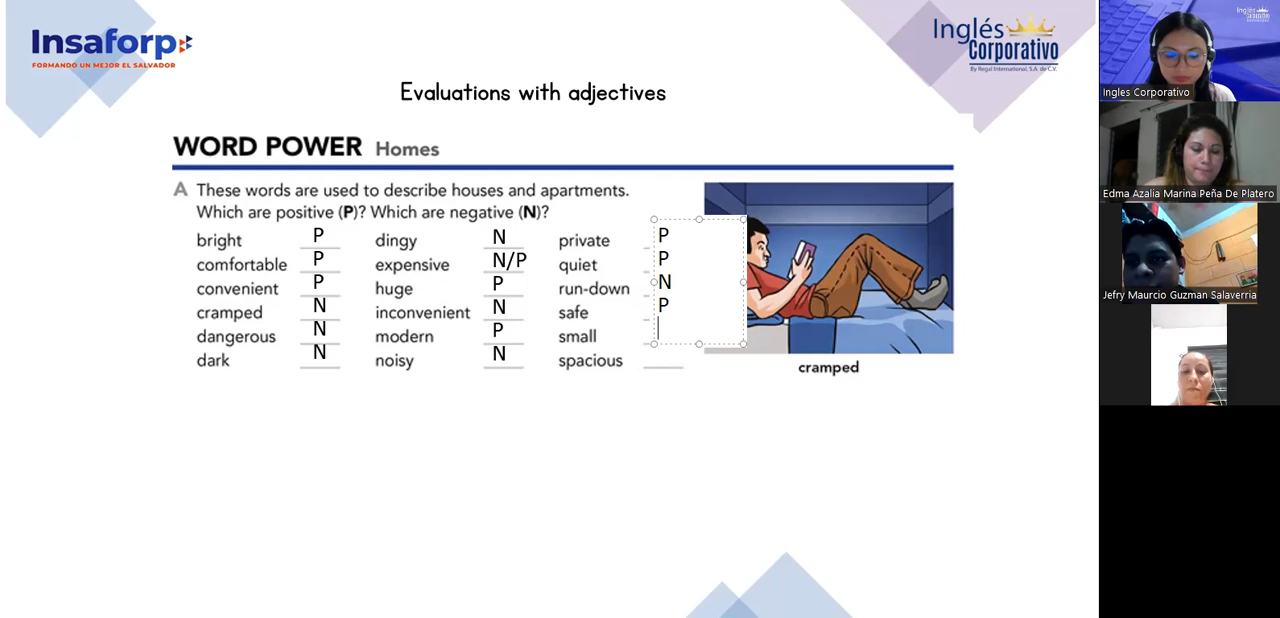 Insaforp
FORMANDO UN MEJOR EL SALVADOR
Inglés
Corporativo
By Regal International, S.A. de C.V.
Evaluations with adjectives
WORD POWER Homes
A These words are used to describe houses and apartments.
Which are positive (P)? Which are negative (N)?
bright P dingy N private P
comfortable P expensive N/P quiet P
convenient P huge P run-down N
cramped N inconvenient N safe P
dangerous N modern P small
dark N noisy N spacious
cramped
Inglés
Corporativo
Ingles Corporativo
Edma Azalia Marina Peña De Platero
Jefry Maurcio Guzman Salaverria